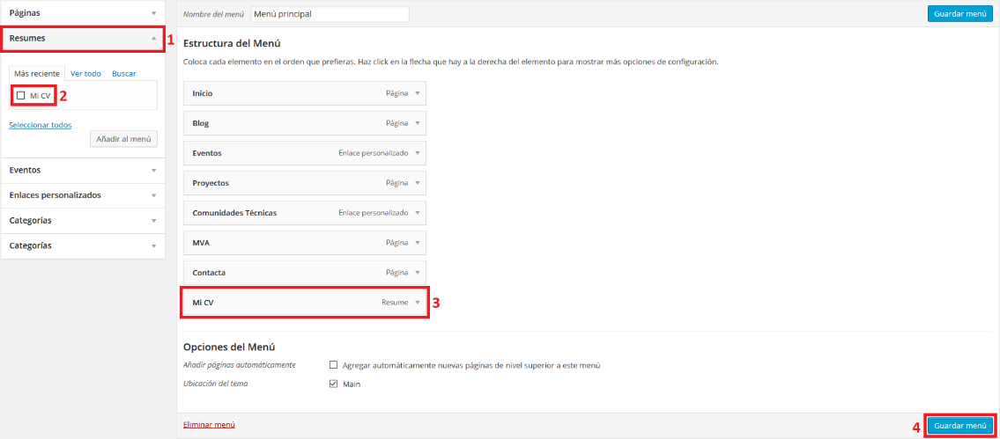 Páginas
Resumes
1
Más reciente Ver todo Buscar
Mi CV
2
Seleccionar todos
Añadir al menú
Eventos
Enlaces personalizados
Categorías
Categorías
Nombre del menú Menú principal Guardar menú
Estructura del Menú
Coloca cada elemento en el orden que prefieras. Haz click en la flecha que hay a la derecha del elemento para mostrar más opciones de configuración.
Inicio Página
Blog Página
Eventos Enlace personalizado
Proyectos Página
Comunidades Técnicas Enlace personalizado
MVA Página
Contacta Página
Mi CV Resume
3
Opciones del Menú
Añadir páginas automáticamente Agregar automáticamente nuevas páginas de nivel superior a este menú
Ubicación del tema Main
Eliminar menú 4 Guardar menú